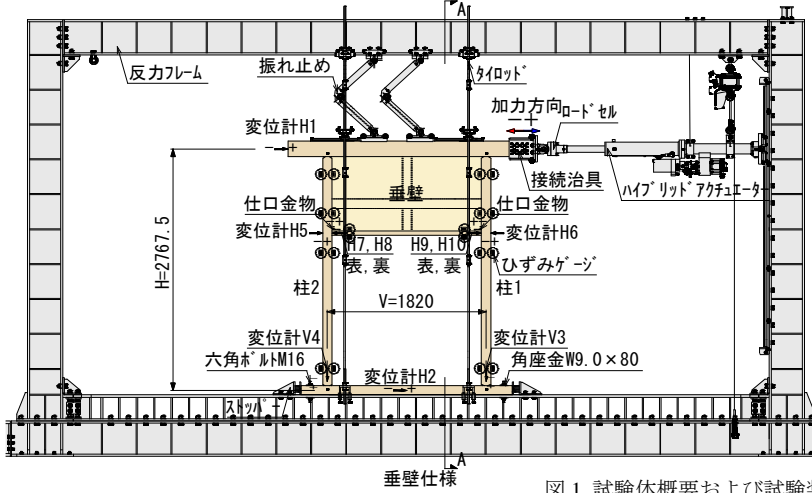 A
反力フレーム
振れ止め
タイロッド
加力方向
- +
ロードセル
変位計H1
接続治具
ハイブリッドアクチュエーター
垂壁
仕口金物
仕口金物
変位計H5
変位計H6
H7, H8
表, 裏
H9, H10
表, 裏
ひずみゲージ
柱2
柱1
H=2767.5
V=1820
変位計V4
変位計V3
六角ボルトM16
角座金W9.0×80
変位計H2
ストッパー
A
垂壁仕様
図1 試験体概要および試験装